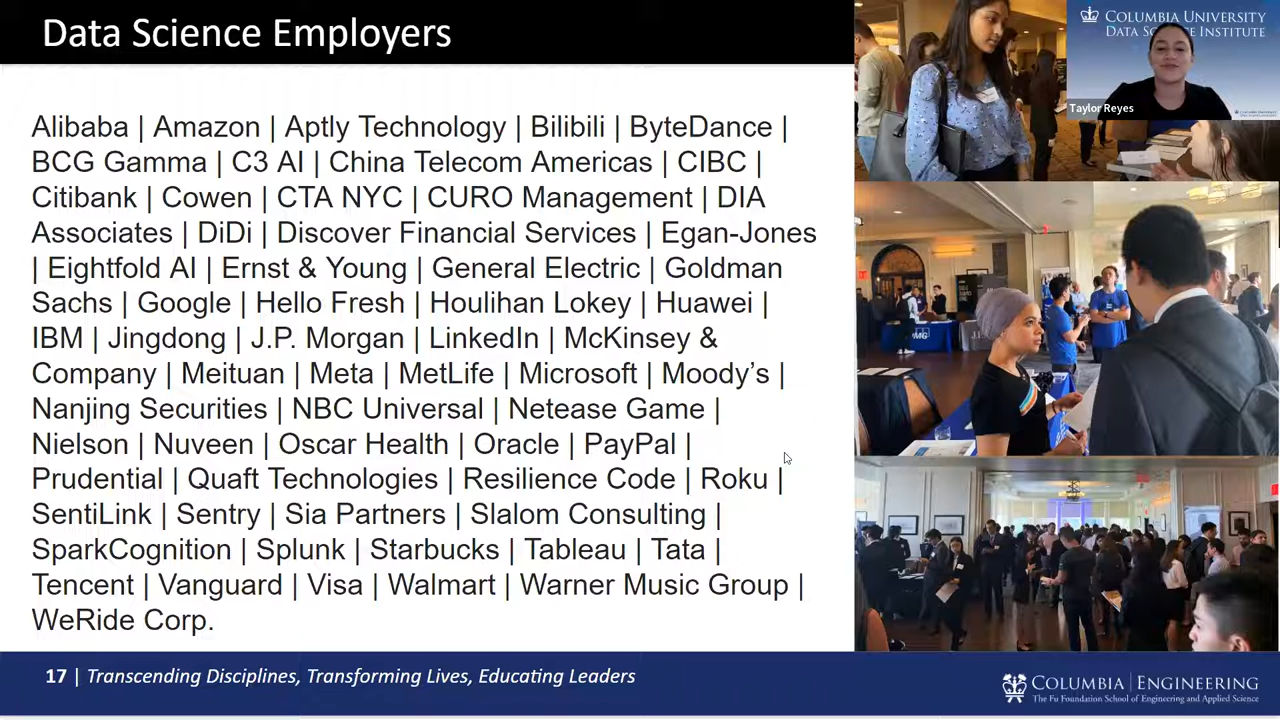 Data Science Employers
Alibaba | Amazon | Aptly Technology | Bilibili | ByteDance |
BCG Gamma | C3 AI | China Telecom Americas | CIBC |
Citibank | Cowen | CTA NYC | CURO Management | DIA
Associates | DiDi | Discover Financial Services | Egan-Jones
| Eightfold AI | Ernst & Young | General Electric | Goldman
Sachs | Google | Hello Fresh | Houlihan Lokey | Huawei |
IBM | Jingdong | J.P. Morgan | LinkedIn | McKinsey &
Company | Meituan | Meta | MetLife | Microsoft | Moody’s |
Nanjing Securities | NBC Universal | Netease Game |
Nielson | Nuveen | Oscar Health | Oracle | PayPal |
Prudential | Quaft Technologies | Resilience Code | Roku |
SentiLink | Sentry | Sia Partners | Slalom Consulting |
SparkCognition | Splunk | Starbucks | Tableau | Tata |
Tencent | Vanguard | Visa | Walmart | Warner Music Group |
WeRide Corp.
COLUMBIA UNIVERSITY
DATA SCIENCE INSTITUTE
Taylor Reyes
KPMG
17 | Transcending Disciplines, Transforming Lives, Educating Leaders
COLUMBIA | ENGINEERING
The Fu Foundation School of Engineering and Applied Science